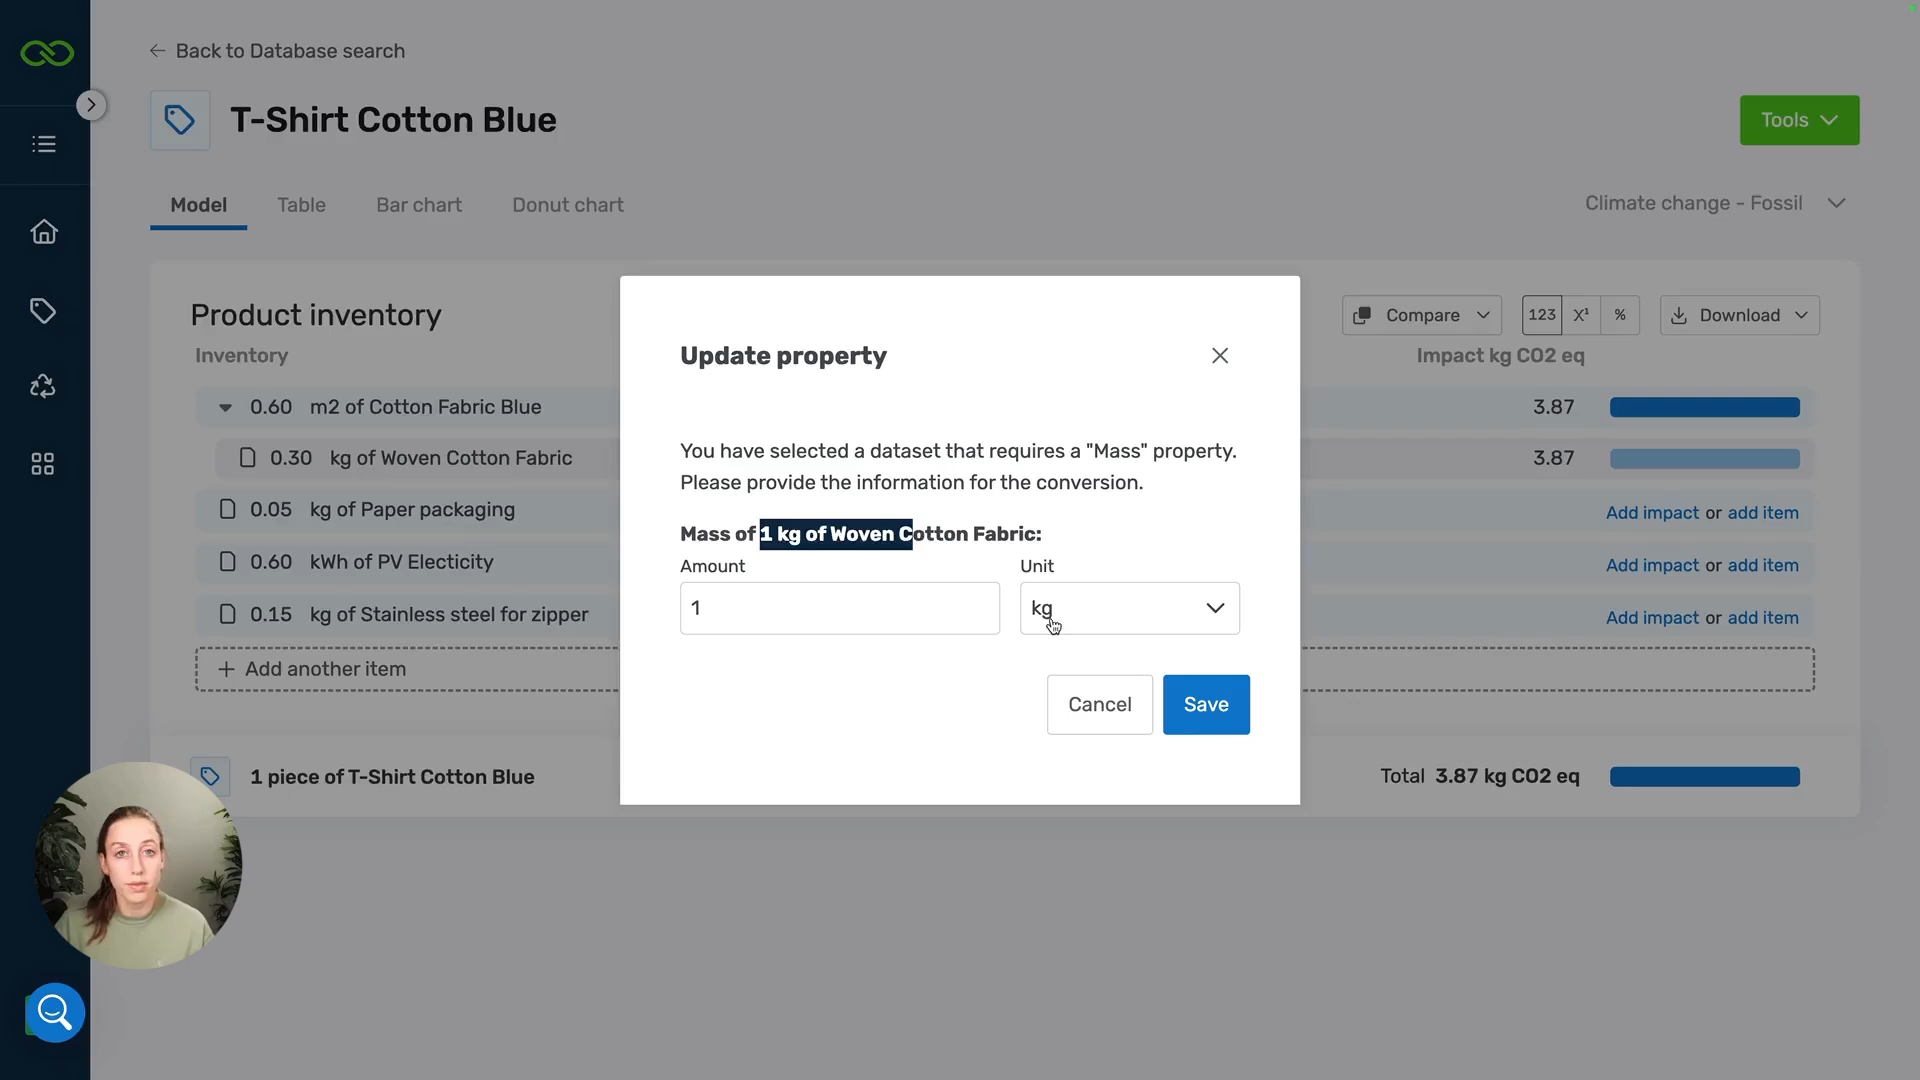 Back to Database search
T-Shirt Cotton Blue
Tools
Model
Table
Bar chart
Donut chart
Climate change - Fossil
Product inventory
Compare
123
X¹
%
Download
Inventory
Impact kg CO2 eq
0.60 m2 of Cotton Fabric Blue
3.87
0.30 kg of Woven Cotton Fabric
3.87
0.05 kg of Paper packaging
Add impact or add item
0.60 kWh of PV Electicity
Add impact or add item
0.15 kg of Stainless steel for zipper
Add impact or add item
+ Add another item
1 piece of T-Shirt Cotton Blue
Total 3.87 kg CO2 eq
Update property
You have selected a dataset that requires a "Mass" property.
Please provide the information for the conversion.
Mass of 1 kg of Woven Cotton Fabric:
Amount
Unit
1
kg
Cancel
Save